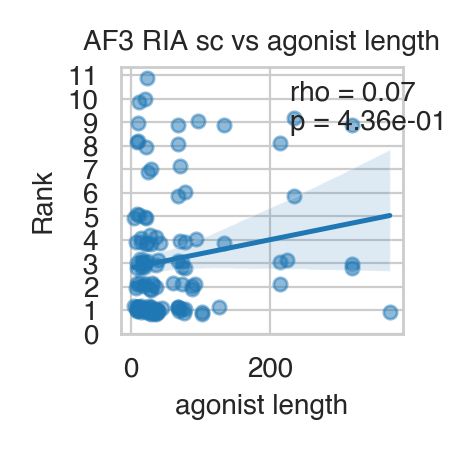 AF3 RIA sc vs agonist length
rho = 0.07
p = 4.36e-01
11
10
9
8
7
6
5
4
3
2
1
0
Rank
0 200
agonist length